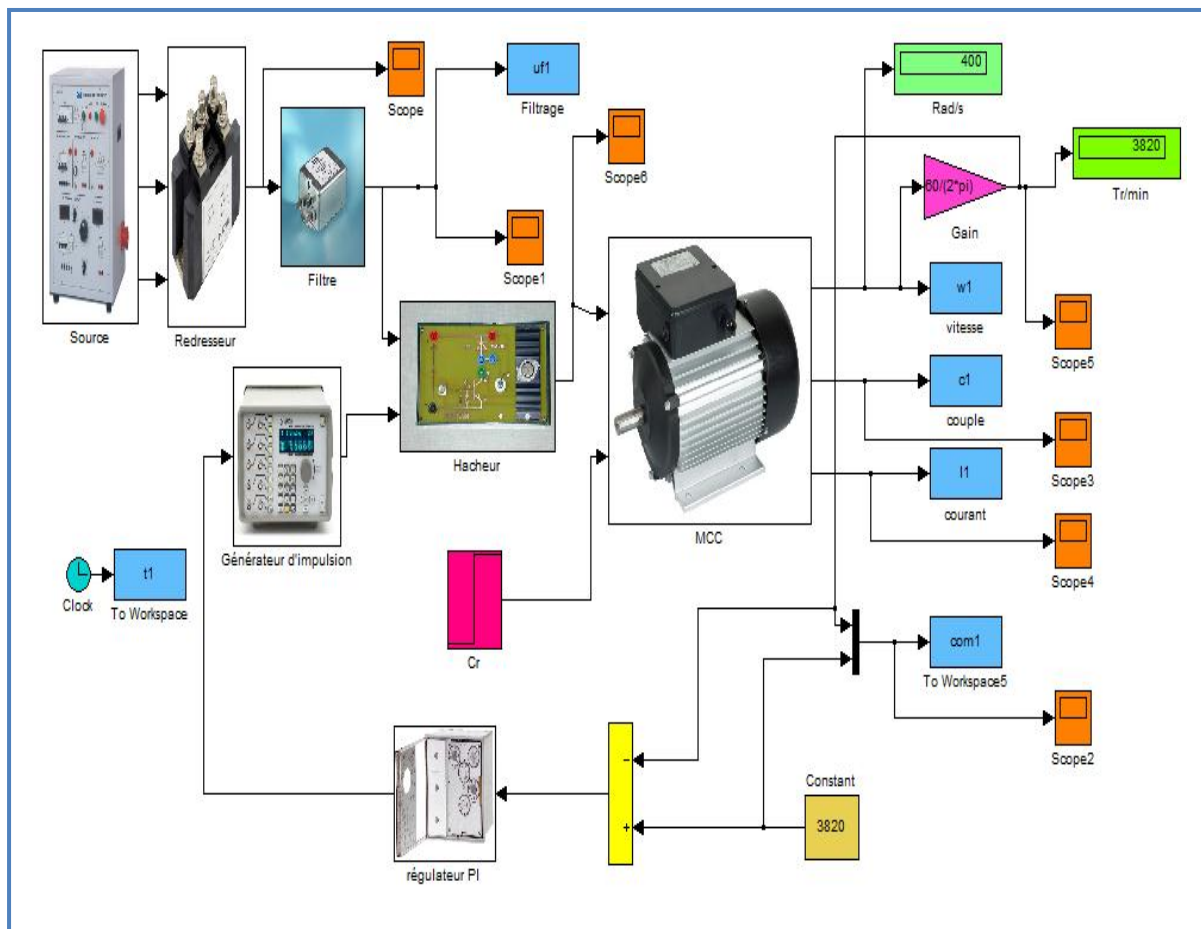 400
Rad/s
uf1
Filtrage
Scope
3820
Tr/min
Scope6
60/(2*pi)
Gain
Filtre
Scope1
Source
Redresseur
w1
vitesse
Scope5
c1
couple
Hacheur
Scope3
I1
courant
MCC
Générateur d'impulsion
Scope4
t1
Clock
To Workspace
Cr
com1
To Workspace5
Scope2
−
Constant
+
3820
régulateur PI